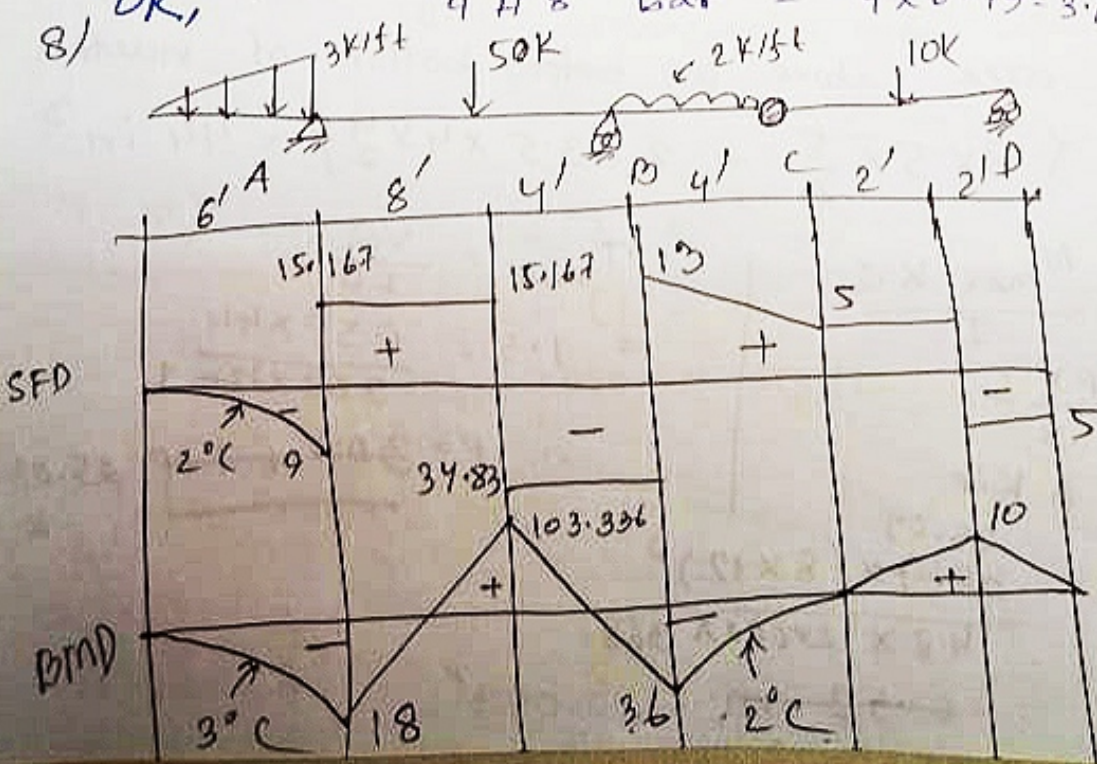 8/
3K/ft
50K
2K/ft
10K
6' A 8' 4' B 4' C 2' 2' D
15.167
15.167
13
5
+
+
SFD
-
-
-
2°C
9
34.83
5
103.336
10
+
+
BMD
-
-
3°C
18
36
2°C